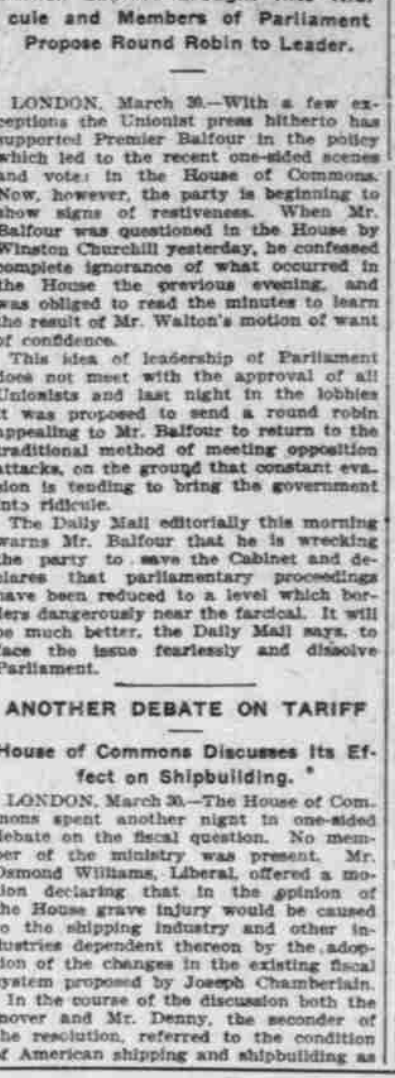 cule and Members of Parliament
Propose Round Robin to Leader.
LONDON, March 30.—With a few ex-
ceptions the Unionist press hitherto has
supported Premier Balfour in the policy
which led to the recent one-sided scenes
and votes in the House of Commons.
Now, however, the party is beginning to
show signs of restiveness. When Mr.
Balfour was questioned in the House by
Winston Churchill yesterday, he confessed
complete ignorance of what occurred in
the House the previous evening, and
was obliged to read the minutes to learn
the result of Mr. Walton's motion of want
of confidence.
This idea of leadership of Parliament
does not meet with the approval of all
Unionists and last night in the lobbies
it was proposed to send a round robin
appealing to Mr. Balfour to return to the
traditional method of meeting opposition
attacks, on the ground that constant eva-
sion is tending to bring the government
into ridicule.
The Daily Mail editorially this morning
warns Mr. Balfour that he is wrecking
the party to save the Cabinet and de-
clares that parliamentary proceedings
have been reduced to a level which bor-
ders dangerously near the farcical. It will
be much better, the Daily Mail says, to
face the issue fearlessly and dissolve
Parliament.
ANOTHER DEBATE ON TARIFF
House of Commons Discusses Its Ef-
fect on Shipbuilding.
LONDON, March 30.—The House of Com-
mons spent another night in one-sided
debate on the fiscal question. No mem-
ber of the ministry was present. Mr.
Osmond Williams, Liberal, offered a mo-
tion declaring that in the opinion of
the House grave injury would be caused
to the shipping industry and other in-
dustries dependent thereon by the adop-
tion of the changes in the existing fiscal
system proposed by Joseph Chamberlain.
In the course of the discussion both the
mover and Mr. Denny, the seconder of
the resolution, referred to the condition
of American shipping and shipbuilding as